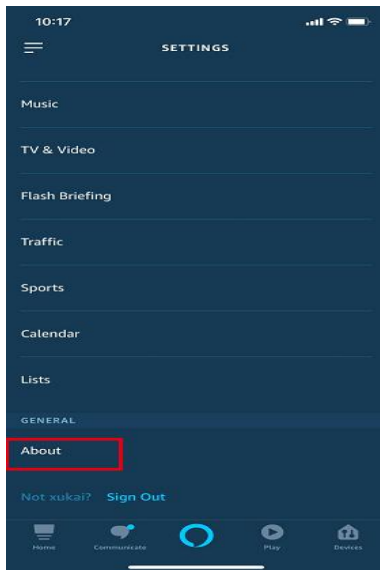 10:17
SETTINGS
Music
TV & Video
Flash Briefing
Traffic
Sports
Calendar
Lists
GENERAL
About
Not xukai? Sign Out
Home Communicate Play Devices